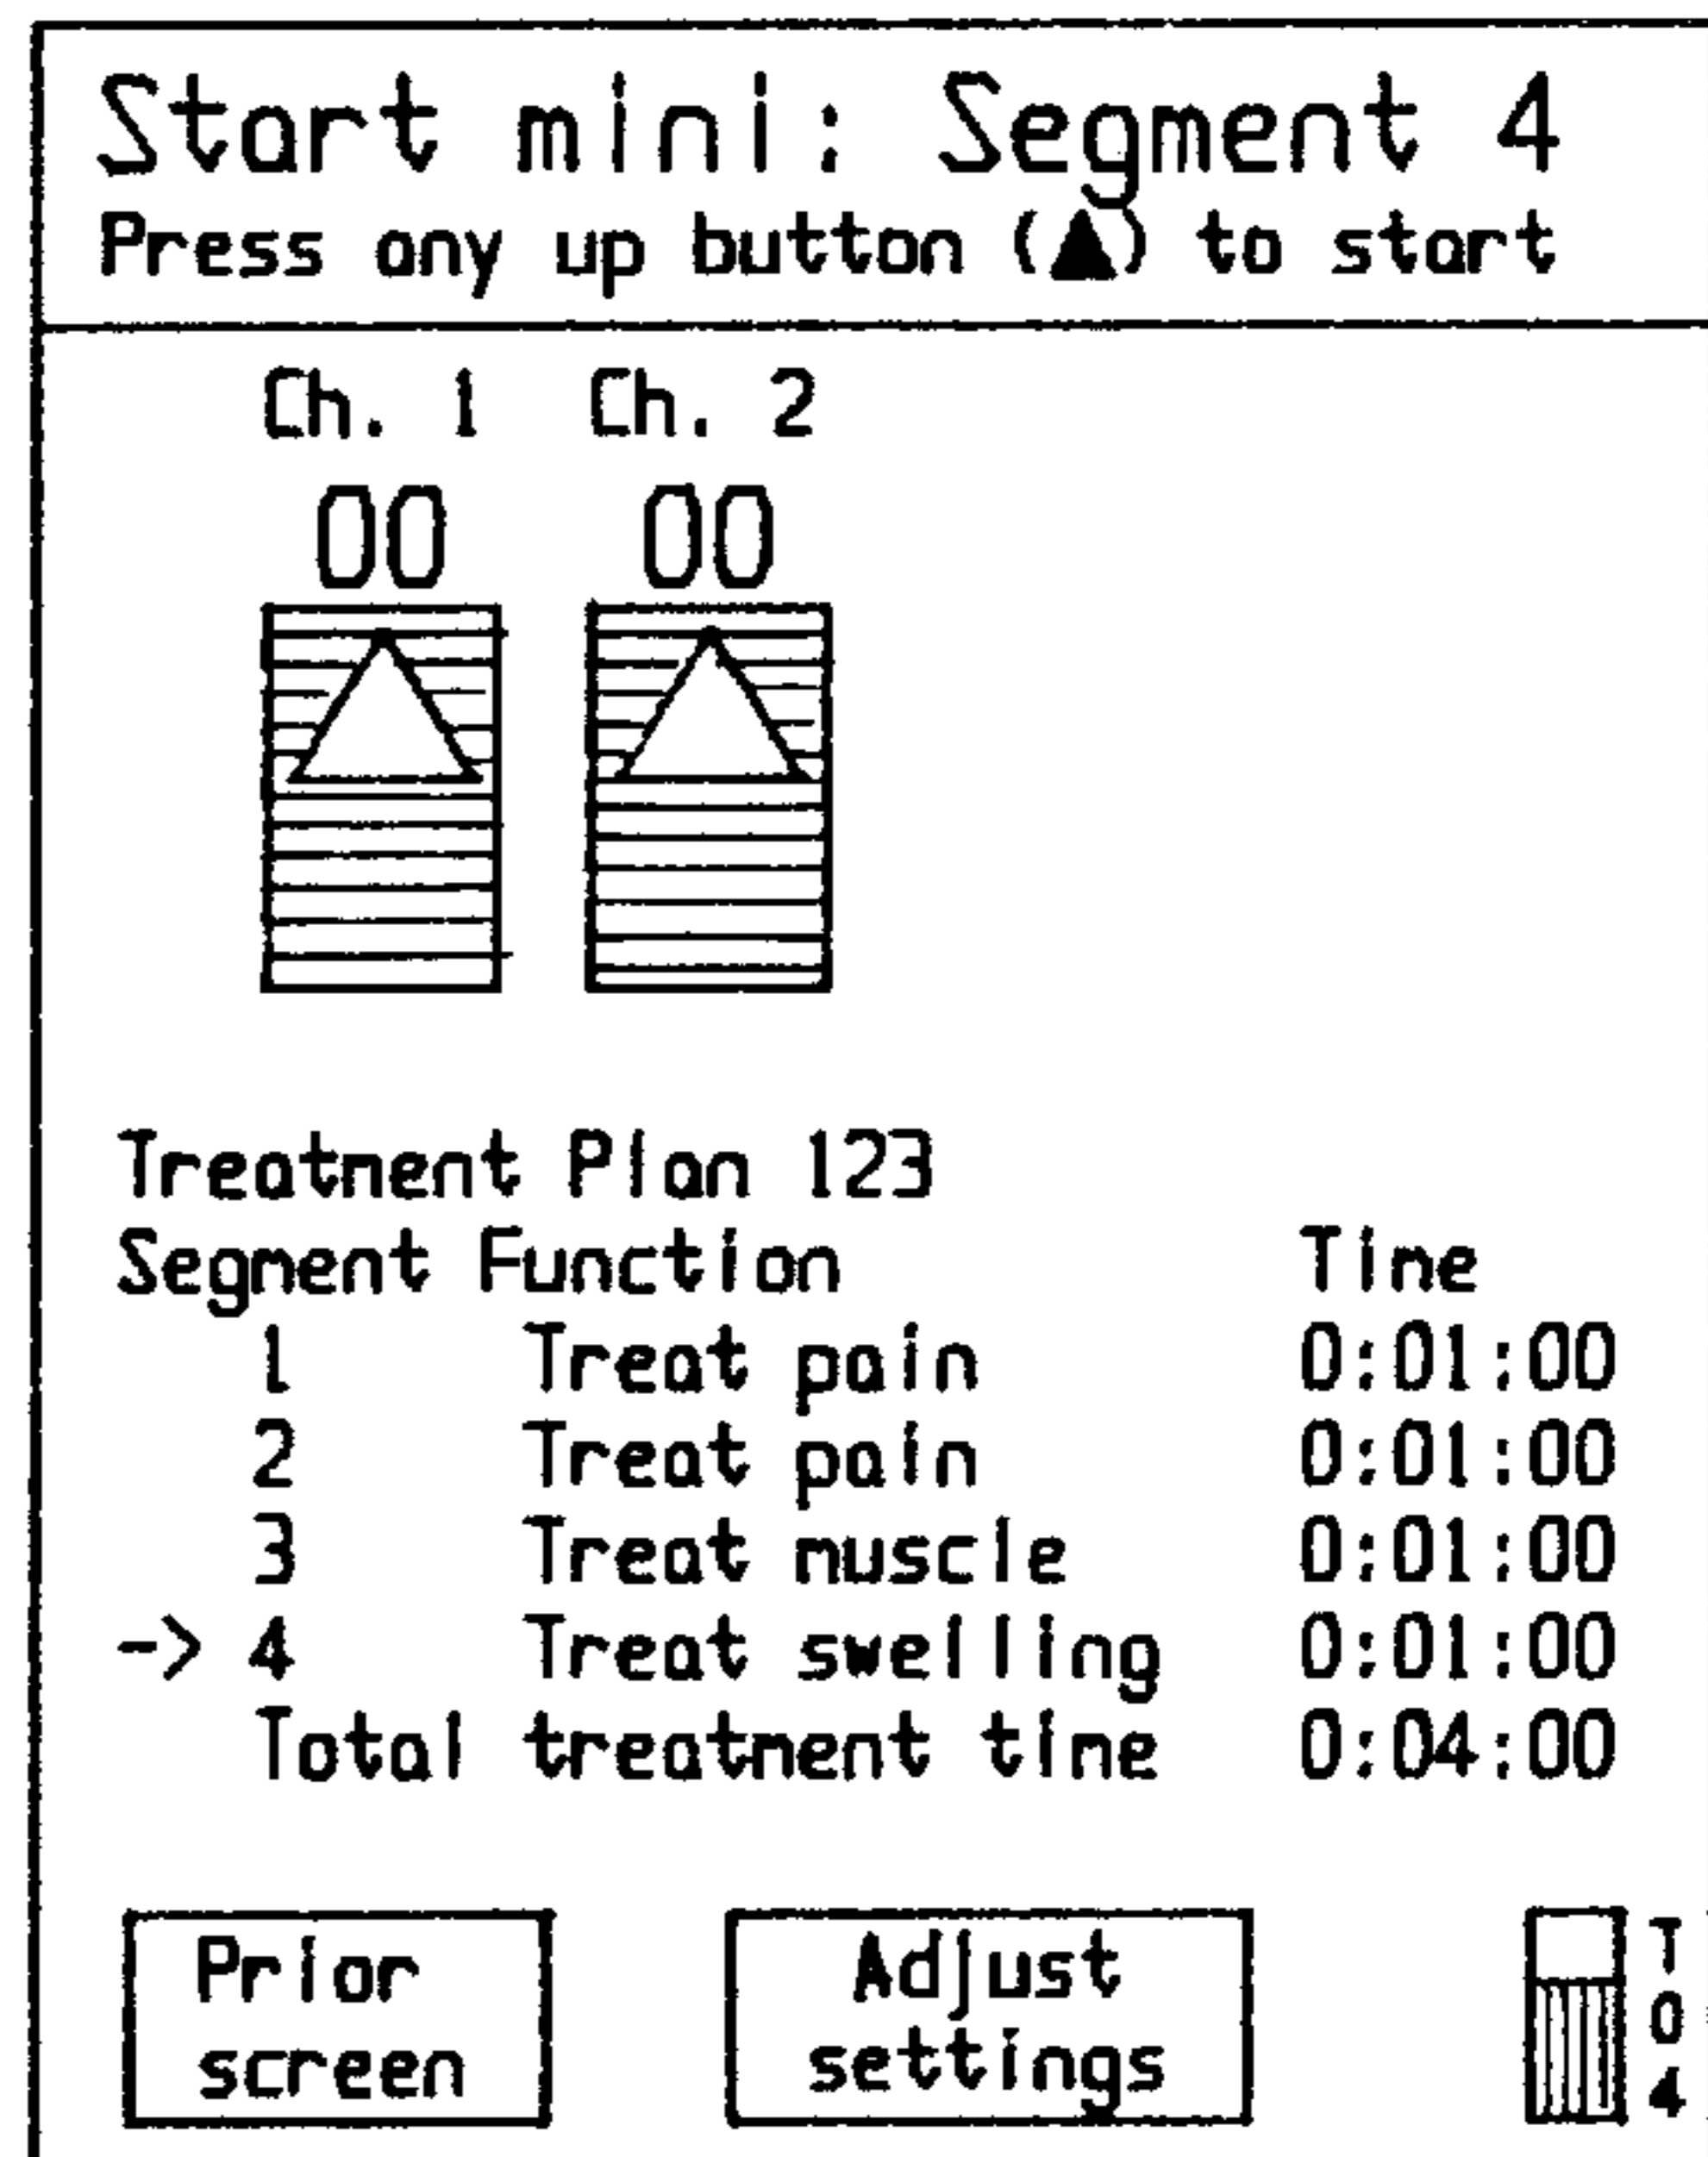 Start mini: Segment 4
Press any up button (▲) to start
Ch. 1 Ch. 2
00 00
Treatment Plan 123
Segment Function Time
1 Treat pain 0:01:00
2 Treat pain 0:01:00
3 Treat muscle 0:01:00
-> 4 Treat swelling 0:01:00
Total treatment time 0:04:00
Prior
screen
Adjust
settings
T
0
4